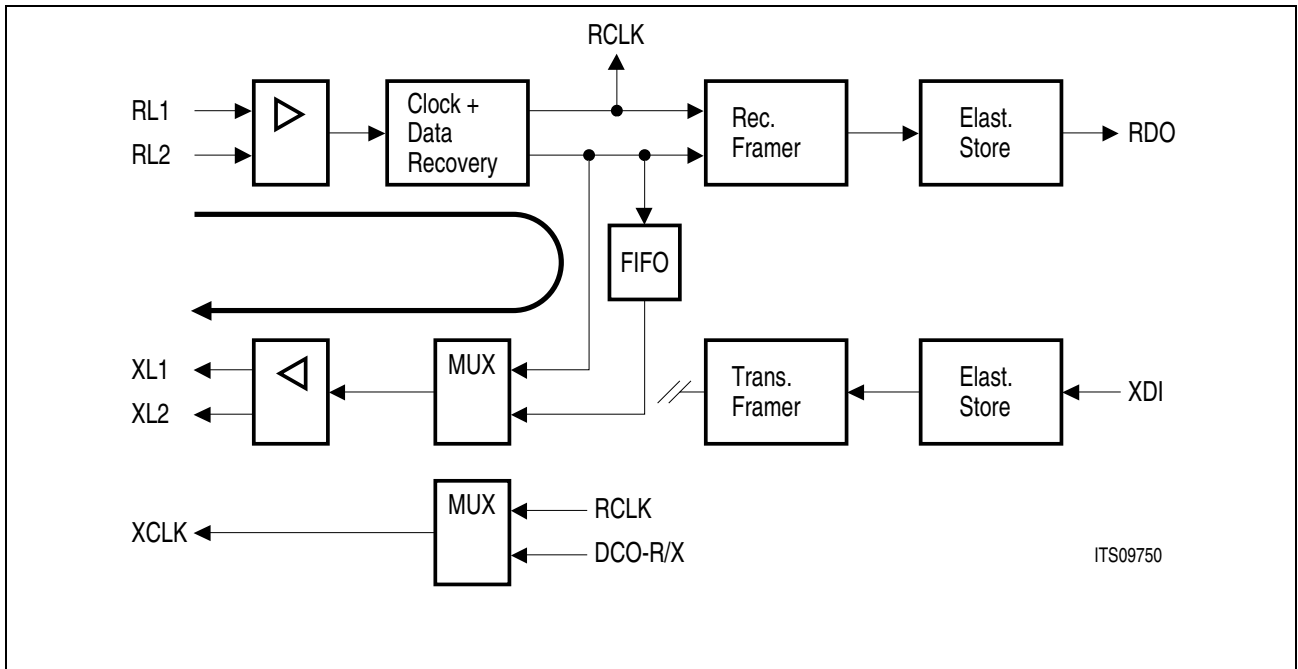 RCLK
RL1
RL2
Clock +
Data
Recovery
Rec.
Framer
Elast.
Store
RDO
FIFO
XL1
XL2
MUX
Trans.
Framer
Elast.
Store
XDI
XCLK
MUX
RCLK
DCO-R/X
ITS09750